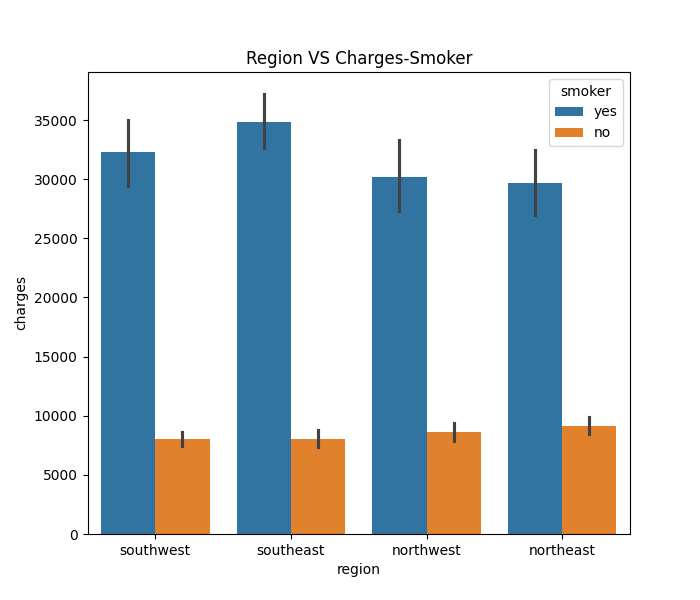 Region VS Charges-Smoker
smoker
yes
no
charges
35000
30000
25000
20000
15000
10000
5000
0
southwest southeast northwest northeast
region